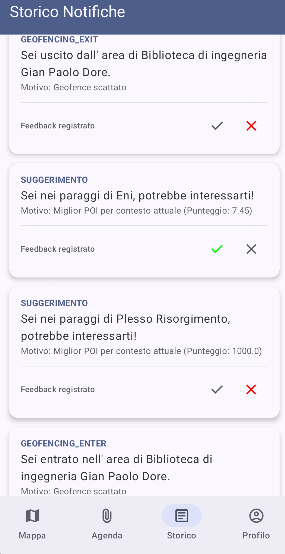 Storico Notifiche
GEOFENCING_EXIT
Sei uscito dall' area di Biblioteca di ingegneria
Gian Paolo Dore.
Motivo: Geofence scattato
Feedback registrato
SUGGERIMENTO
Sei nei paraggi di Eni, potrebbe interessarti!
Motivo: Miglior POI per contesto attuale (Punteggio: 7.45)
Feedback registrato
SUGGERIMENTO
Sei nei paraggi di Plesso Risorgimento,
potrebbe interessarti!
Motivo: Miglior POI per contesto attuale (Punteggio: 1000.0)
Feedback registrato
GEOFENCING_ENTER
Sei entrato nell' area di Biblioteca di
ingegneria Gian Paolo Dore.
Motivo: Geofence scattato
Mappa Agenda Storico Profilo